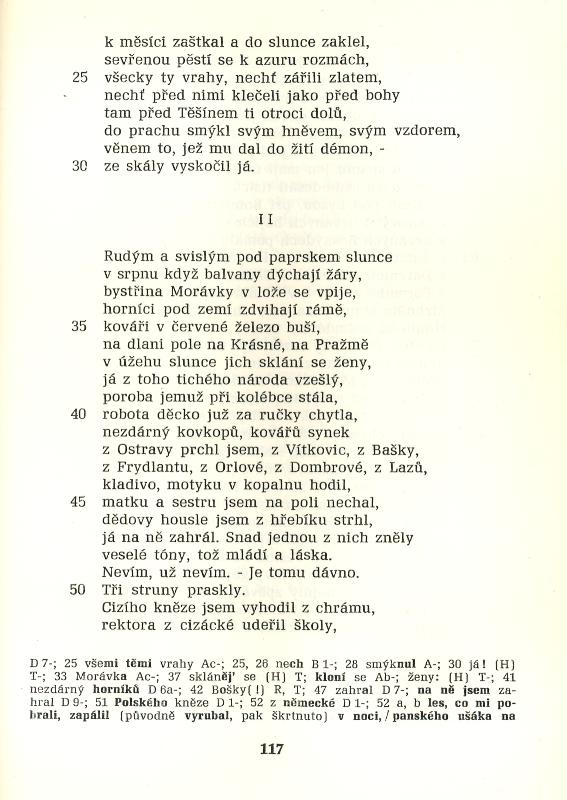 k měsíci zaštkal a do slunce zaklel,
sevřenou pěstí se k azuru rozmách,
25 všecky ty vrahy, nechť zářili zlatem,
nechť před nimi klečeli jako před bohy
tam před Těšínem ti otroci dolů,
do prachu smýkl svým hněvem, svým vzdorem,
věnem to, jež mu dal do žití démon, -
30 ze skály vyskočil já.
II
Rudým a svislým pod paprskem slunce
v srpnu když balvany dýchají žáry,
bystřina Morávky v lože se vpije,
horníci pod zemí zdvihají rámě,
35 kováři v červené železo buší,
na dlani pole na Krásné, na Pražmě
v úžehu slunce jich sklání se ženy,
já z toho tichého národa vzešlý,
poroba jemuž při kolébce stála,
40 robota děcko juž za ručky chytla,
nezdárný kovkopů, kovářů synek
z Ostravy prchl jsem, z Vítkovic, z Bašky,
z Frydlantu, z Orlové, z Dombrové, z Lazů,
kladivo, motyku v kopalnu hodil,
45 matku a sestru jsem na poli nechal,
dědovy housle jsem z hřebíku strhl,
já na ně zahrál. Snad jednou z nich zněly
veselé tóny, tož mládí a láska.
Nevím, už nevím. - Je tomu dávno.
50 Tři struny praskly.
Cizího kněze jsem vyhodil z chrámu,
rektora z cizácké udeřil školy,
D 7-; 25 všemi těmi vrahy Ac-; 25, 26 nech B 1-; 28 smýknul A-; 30 já! (H)
T-; 33 Morávka Ac-; 37 skláněj' se (H) T; kloní se Ab-; ženy: (H) T-; 41
nezdárný horníků D 6a-; 42 Bošky(!) R, T; 47 zahral D 7-; na ně jsem za-
hral D 9-; 51 Polského kněze D 1-; 52 z německé D 1-; 52 a, b les, co mi po-
brali, zapálil (původně vyrubal, pak škrtnuto) v noci,/panského ušáka na
117